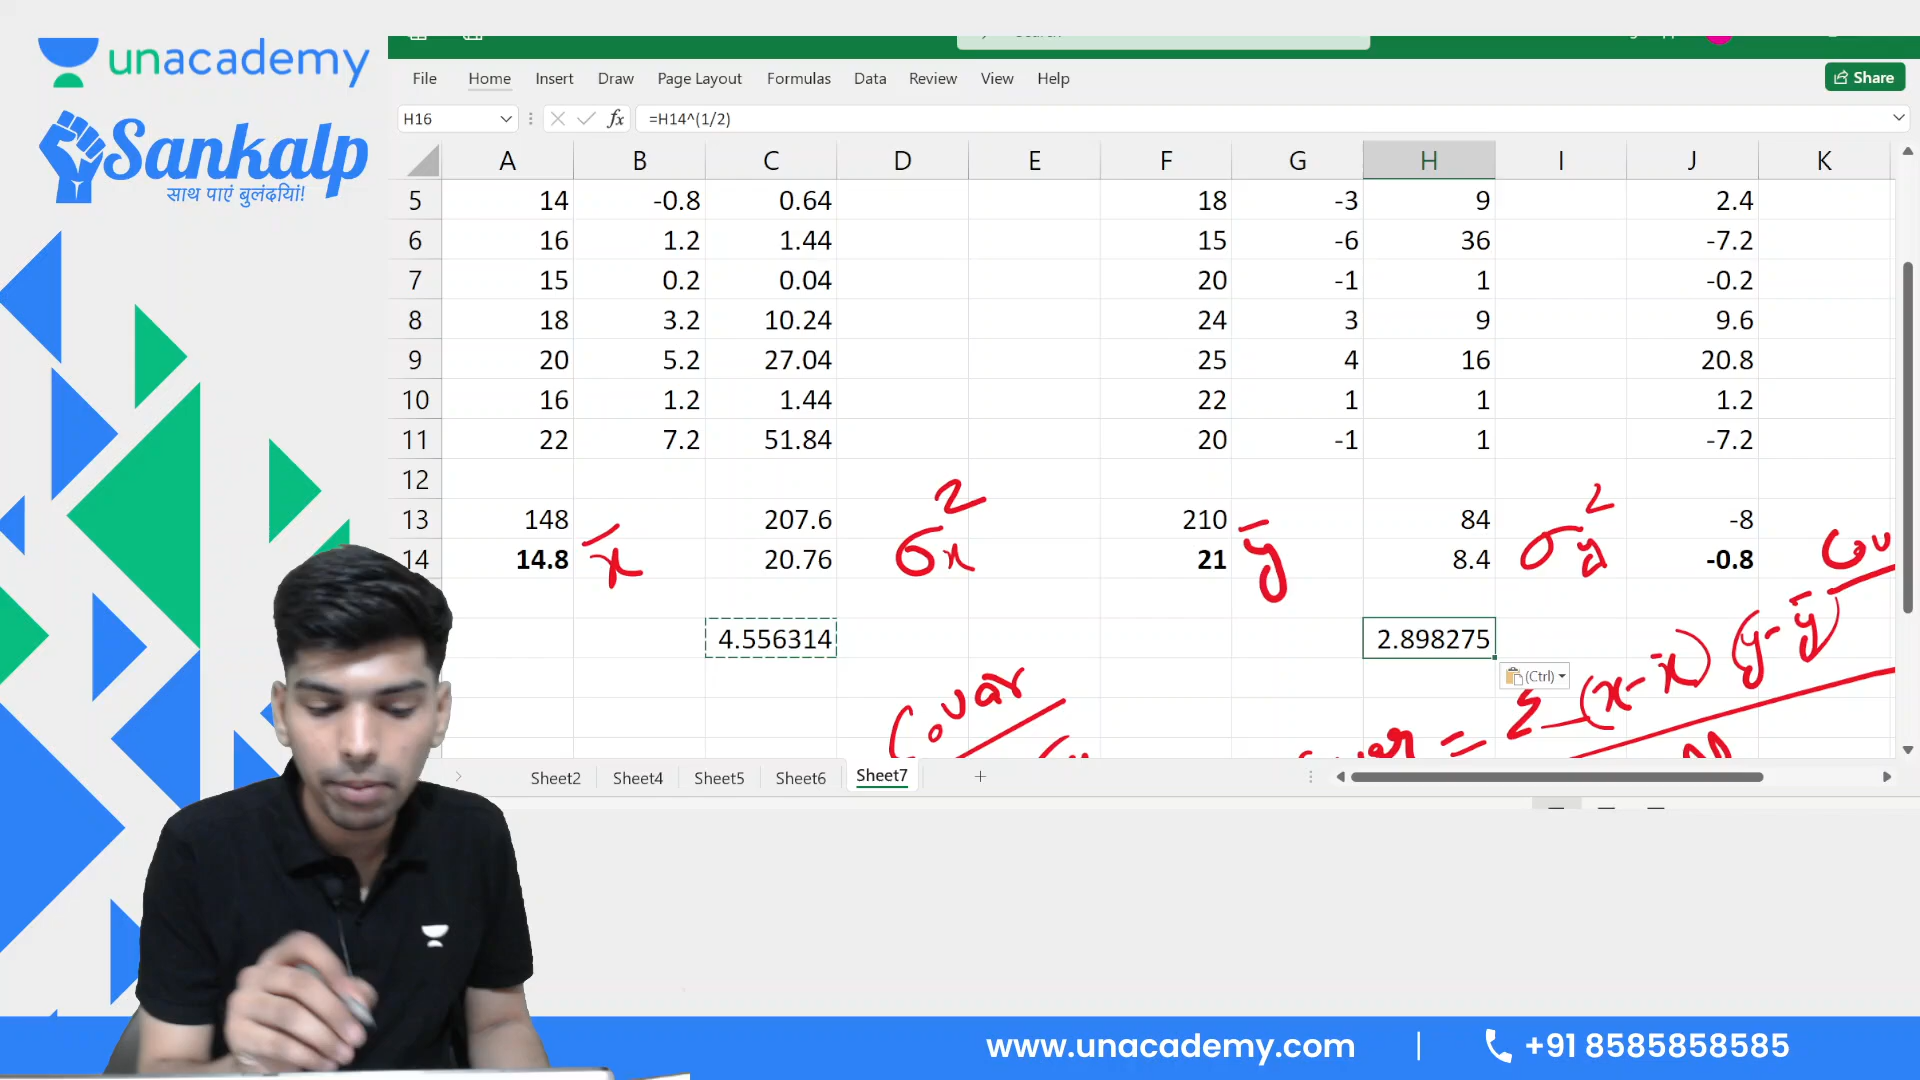 unacademy
Sankalp
साथ पाएं बुलंदियां!
File Home Insert Draw Page Layout Formulas Data Review View Help
Share
H16 fx =H14^(1/2)
A B C D E F G H I J K
5 14 -0.8 0.64 18 -3 9 2.4
6 16 1.2 1.44 15 -6 36 -7.2
7 15 0.2 0.04 20 -1 1 -0.2
8 18 3.2 10.24 24 3 9 9.6
9 20 5.2 27.04 25 4 16 20.8
10 16 1.2 1.44 22 1 1 1.2
11 22 7.2 51.84 20 -1 1 -7.2
12
13 148 207.6 210 84 -8
14 14.8 x̄ 20.76 σx² 21 ȳ 8.4 σy² -0.8 Cov
4.556314 2.898275
(Ctrl)
Covar
= Σ (x-x̄) (y-ȳ)
Sheet2 Sheet4 Sheet5 Sheet6 Sheet7 +
www.unacademy.com | +91 8585858585